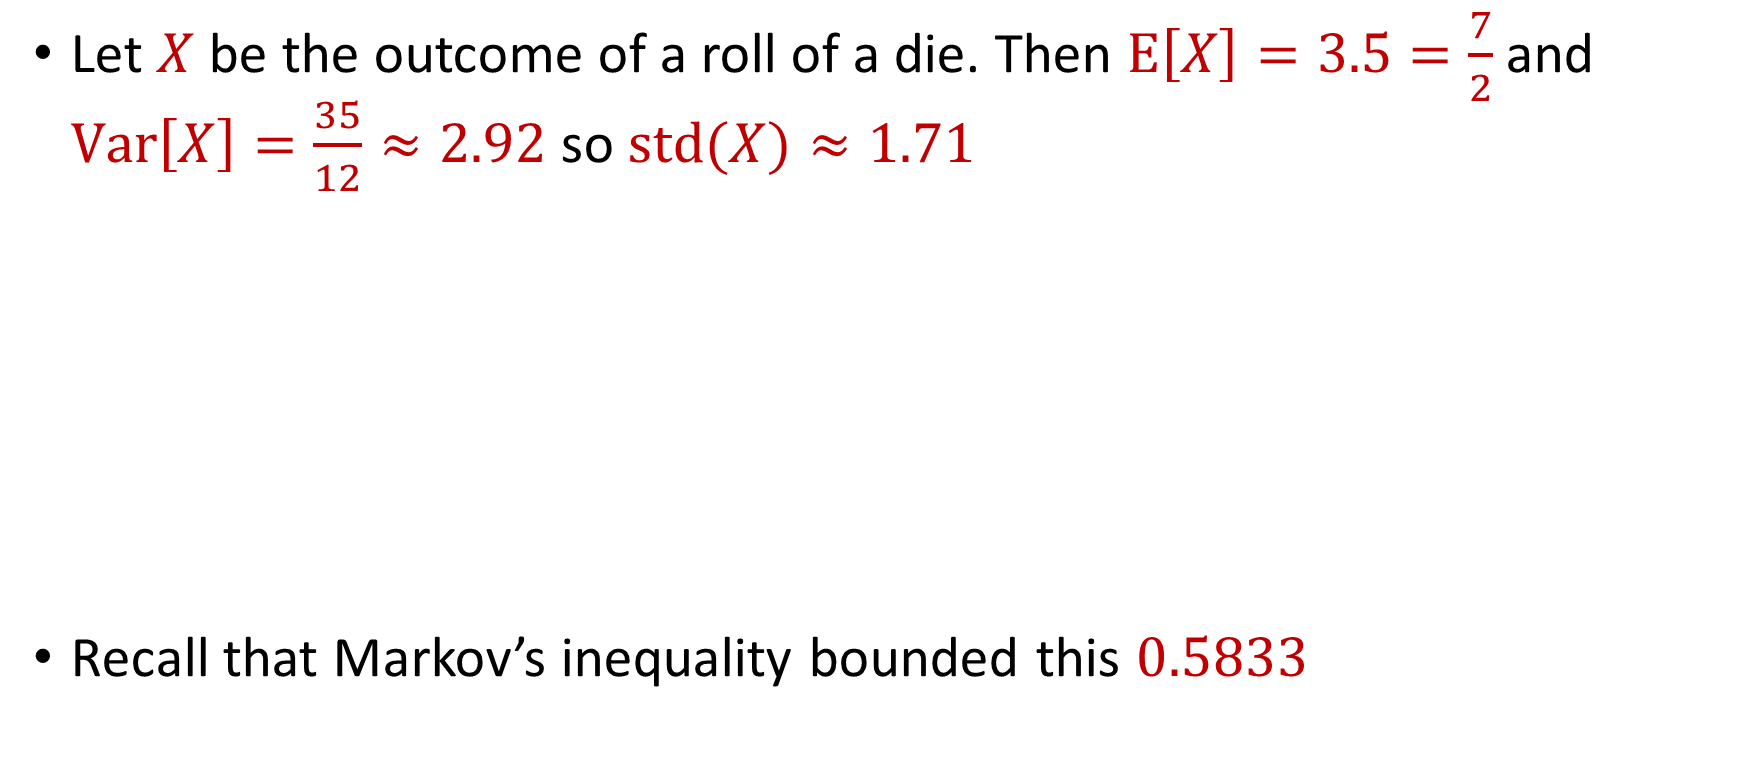 • Let X be the outcome of a roll of a die. Then E[X] = 3.5 = 7/2 and
Var[X] = 35/12 ≈ 2.92 so std(X) ≈ 1.71
• Recall that Markov’s inequality bounded this 0.5833